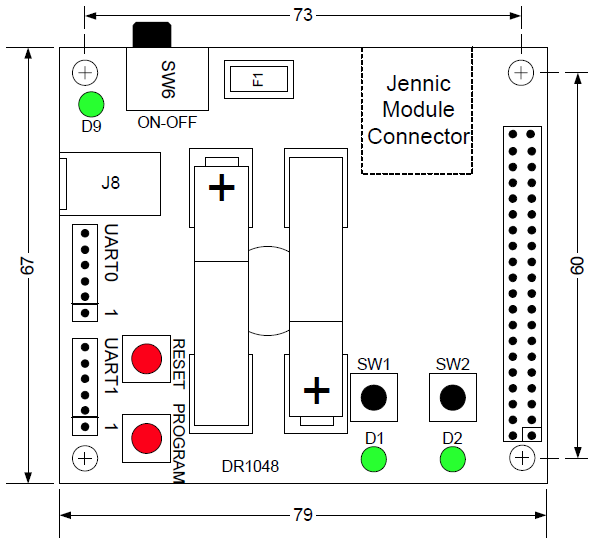 73
SW6
F1
Jennic
Module
Connector
D9
ON-OFF
J8
+
67
60
UART0
1
UART1
1
RESET
PROGRAM
+
SW1
SW2
D1
D2
DR1048
79